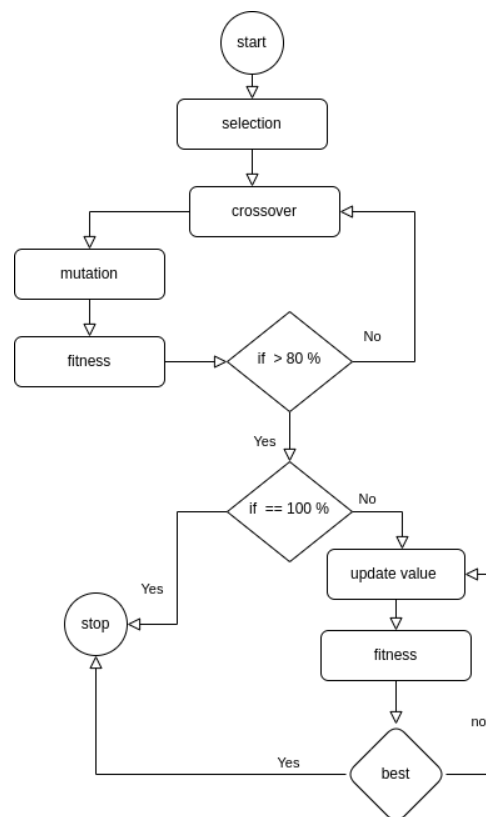 start
selection
crossover
mutation
fitness
if > 80 %
No
Yes
if == 100 %
No
Yes
update value
stop
fitness
no
Yes
best